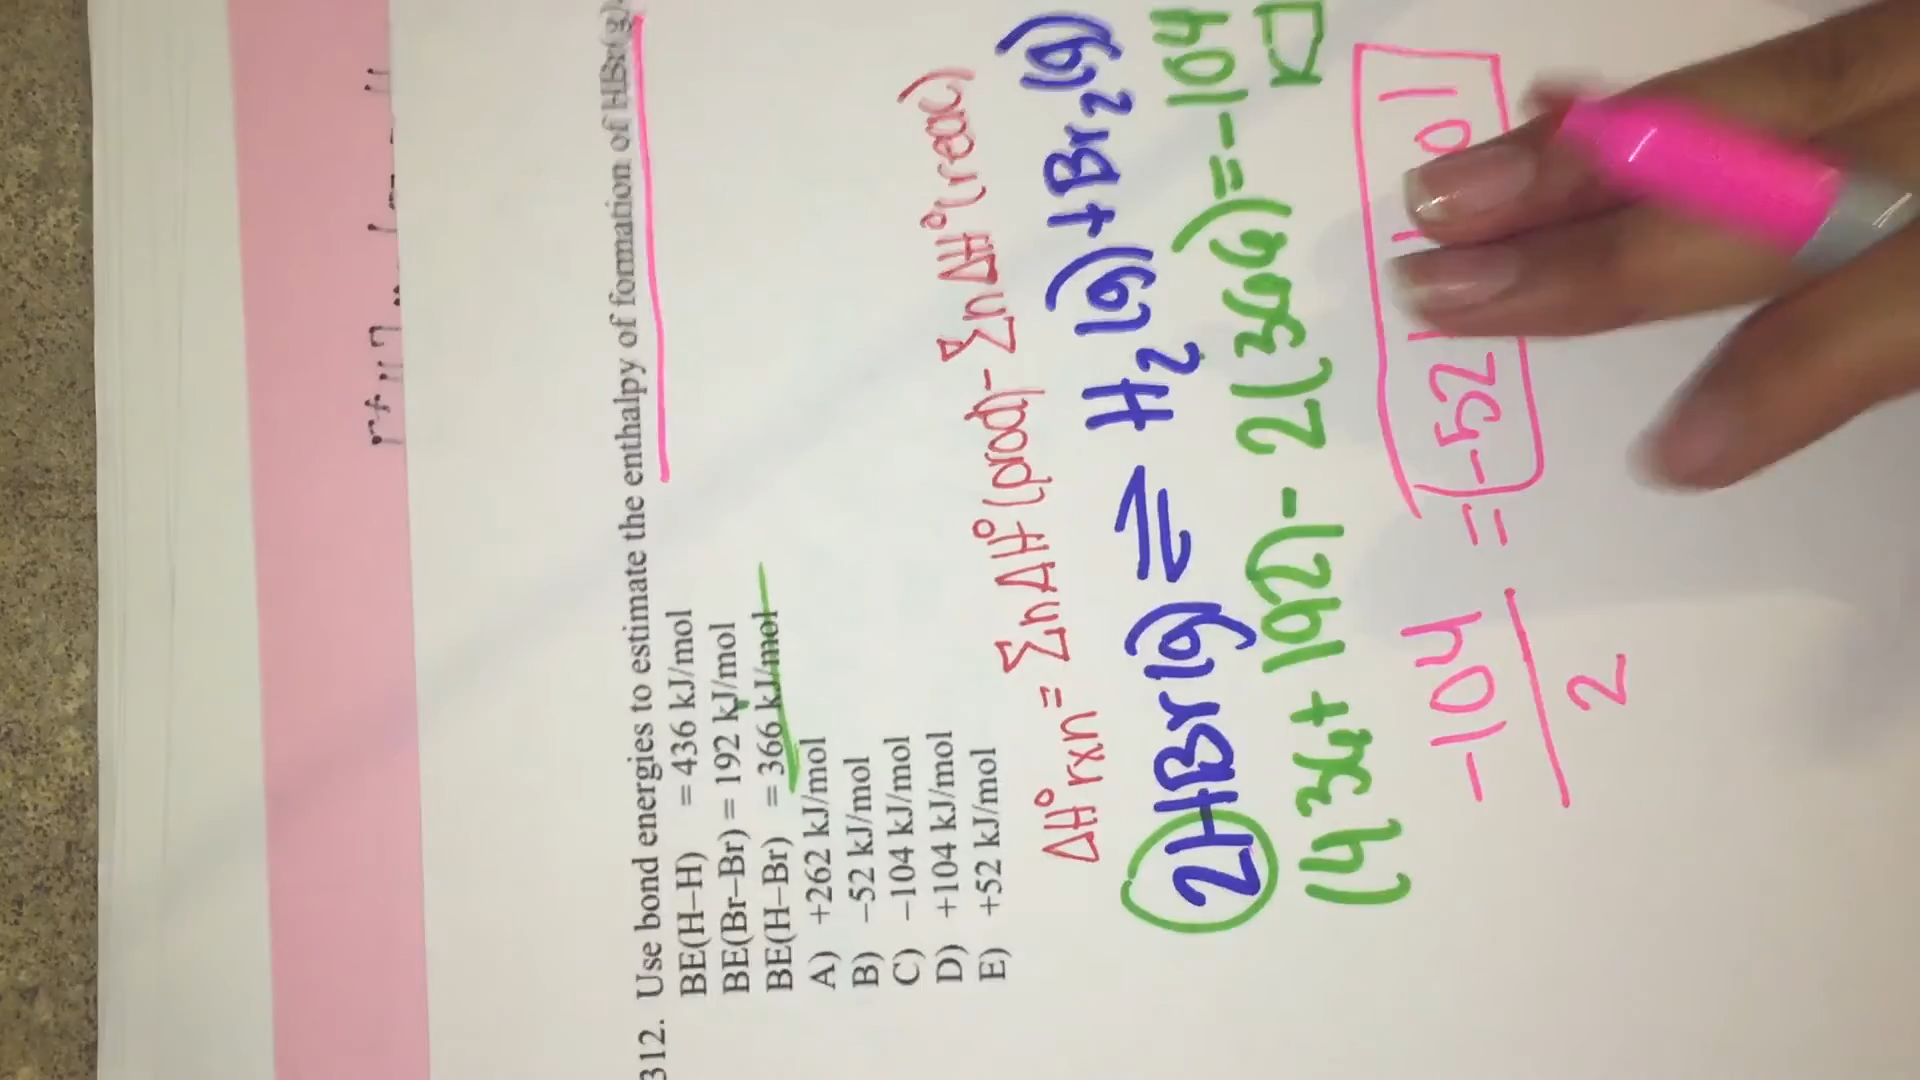 312. Use bond energies to estimate the enthalpy of formation of HBr(g).
BE(H–H) = 436 kJ/mol
BE(Br–Br) = 192 kJ/mol
BE(H–Br) = 366 kJ/mol
A) +262 kJ/mol
B) –52 kJ/mol
C) –104 kJ/mol
D) +104 kJ/mol
E) +52 kJ/mol
ΔH°rxn = ΣnΔH°(prod) - ΣnΔH°(reac)
2HBr(g) ⇌ H2(g) + Br2(g)
(436+192) - 2(366) = -104
-104
2
= -52